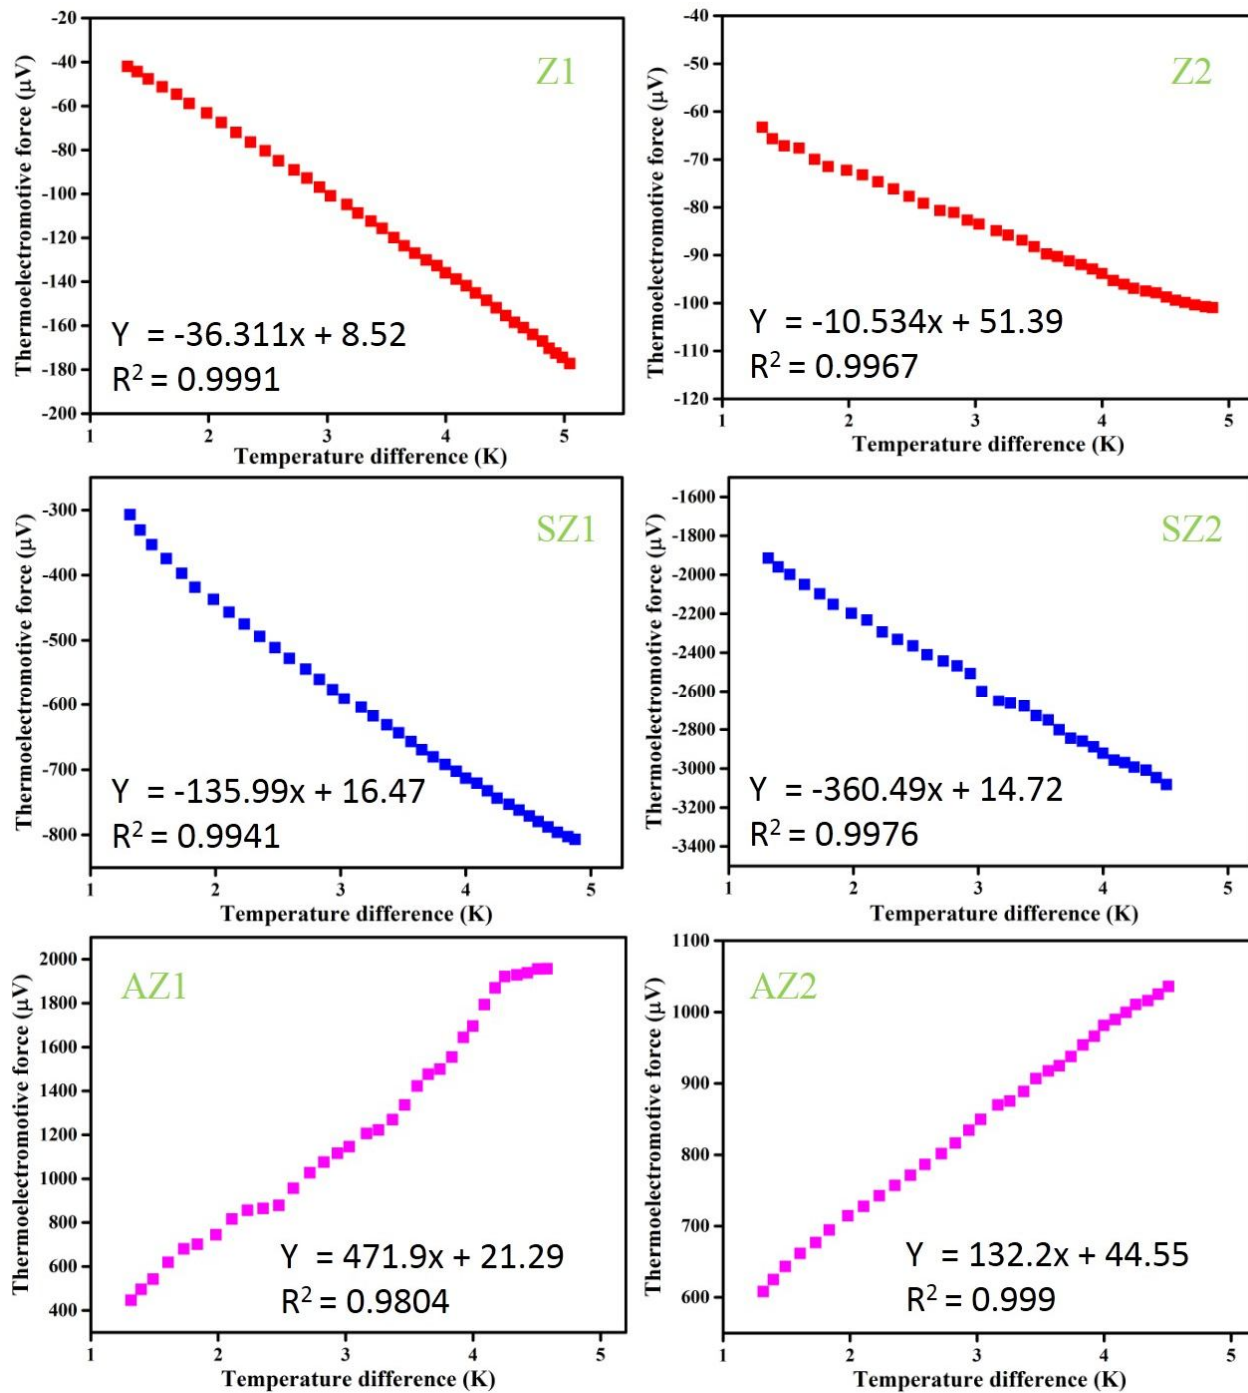 Z1
Thermoelectromotive force (µV)
-20
-40
-60
-80
-100
-120
-140
-160
-180
-200
Y = -36.311x + 8.52
R² = 0.9991
1 2 3 4 5
Temperature difference (K)
Z2
Thermoelectromotive force (µV)
-40
-50
-60
-70
-80
-90
-100
-110
-120
Y = -10.534x + 51.39
R² = 0.9967
1 2 3 4
Temperature difference (K)
SZ1
Thermoelectromotive force (µV)
-300
-400
-500
-600
-700
-800
Y = -135.99x + 16.47
R² = 0.9941
1 2 3 4 5
Temperature difference (K)
SZ2
Thermoelectromotive force (µV)
-1600
-1800
-2000
-2200
-2400
-2600
-2800
-3000
-3200
-3400
Y = -360.49x + 14.72
R² = 0.9976
1 2 3 4 5
Temperature difference (K)
AZ1
Thermoelectromotive force (µV)
2000
1800
1600
1400
1200
1000
800
600
400
Y = 471.9x + 21.29
R² = 0.9804
1 2 3 4 5
Temperature difference (K)
AZ2
Thermoelectromotive force (µV)
1100
1000
900
800
700
600
Y = 132.2x + 44.55
R² = 0.999
1 2 3 4 5
Temperature difference (K)